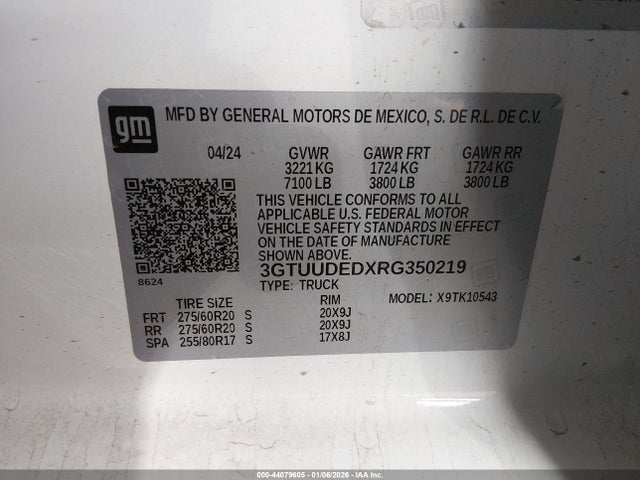 gm
MFD BY GENERAL MOTORS DE MEXICO, S. DE R.L. DE C.V.
04/24 GVWR GAWR FRT GAWR RR
3221 KG 1724 KG 1724 KG
7100 LB 3800 LB 3800 LB
THIS VEHICLE CONFORMS TO ALL
APPLICABLE U.S. FEDERAL MOTOR
VEHICLE SAFETY STANDARDS IN EFFECT
ON THE DATE OF MANUFACTURE
SHOWN ABOVE.
8624
3GTUUDEDXRG350219
TYPE: TRUCK MODEL: X9TK10543
TIRE SIZE RIM
FRT 275/60R20 S 20X9J
RR 275/60R20 S 20X9J
SPA 255/80R17 S 17X8J
000-44079605 - 01/06/2026 - IAA Inc.